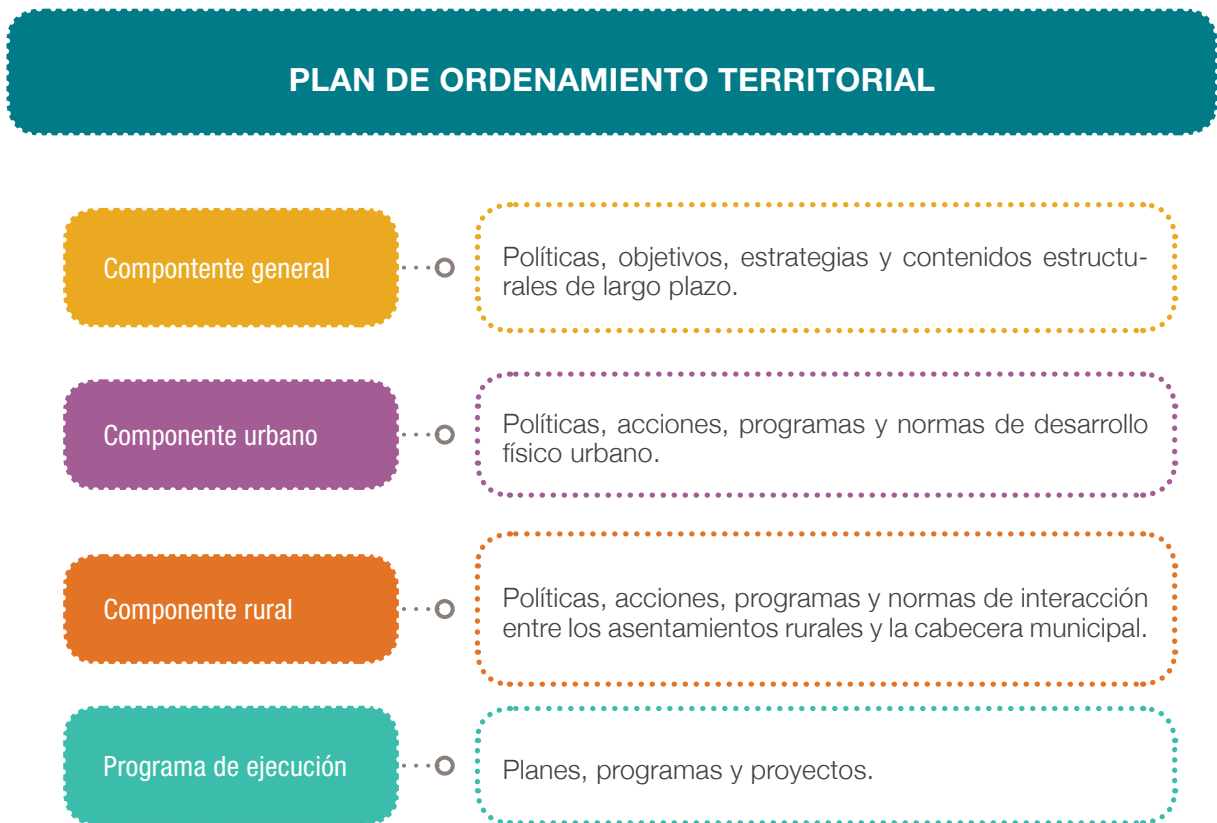 PLAN DE ORDENAMIENTO TERRITORIAL
Compontente general
Políticas, objetivos, estrategias y contenidos estructu-
rales de largo plazo.
Componente urbano
Políticas, acciones, programas y normas de desarrollo
físico urbano.
Componente rural
Políticas, acciones, programas y normas de interacción
entre los asentamientos rurales y la cabecera municipal.
Programa de ejecución
Planes, programas y proyectos.